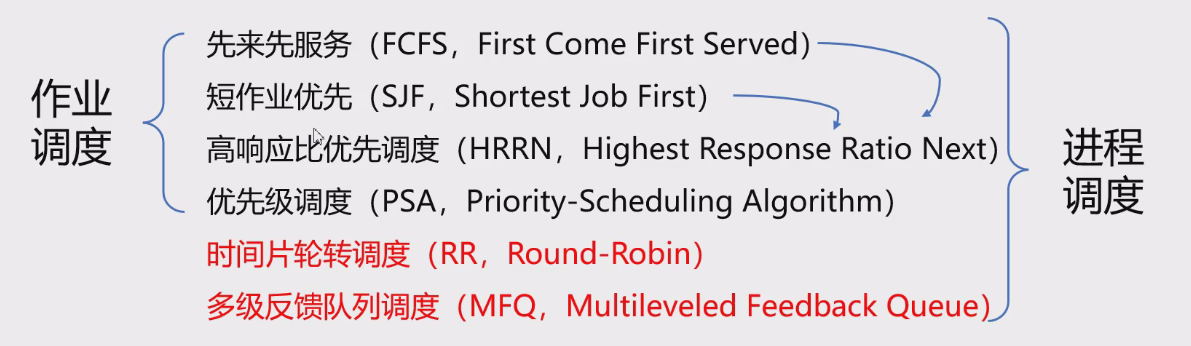 作业
调度
先来先服务（FCFS，First Come First Served）
短作业优先（SJF，Shortest Job First）
高响应比优先调度（HRRN，Highest Response Ratio Next）
优先级调度（PSA，Priority-Scheduling Algorithm）
时间片轮转调度（RR，Round-Robin）
多级反馈队列调度（MFQ，Multileveled Feedback Queue）
进程
调度